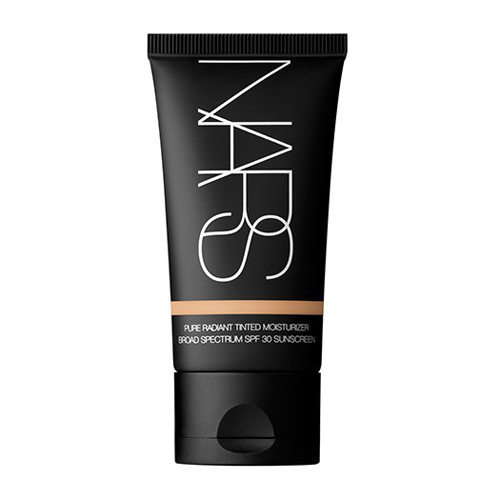 NARS
PURE RADIANT TINTED MOISTURIZER
BROAD SPECTRUM SPF 30 SUNSCREEN